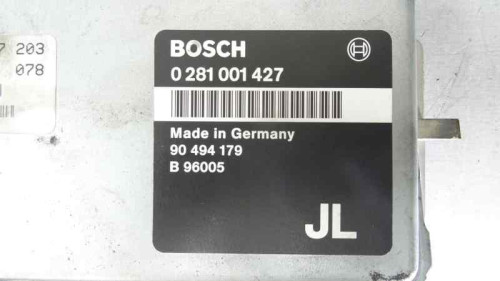 7 203
078
BOSCH
0 281 001 427
Made in Germany
90 494 179
B 96005
JL